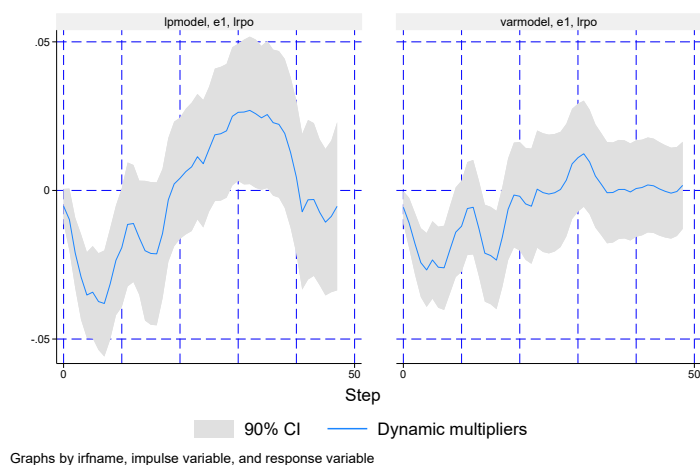 lpmodel, e1, lrpo
varmodel, e1, lrpo
.05
0
-.05
0
50
0
50
Step
90% CI
Dynamic multipliers
Graphs by irfname, impulse variable, and response variable